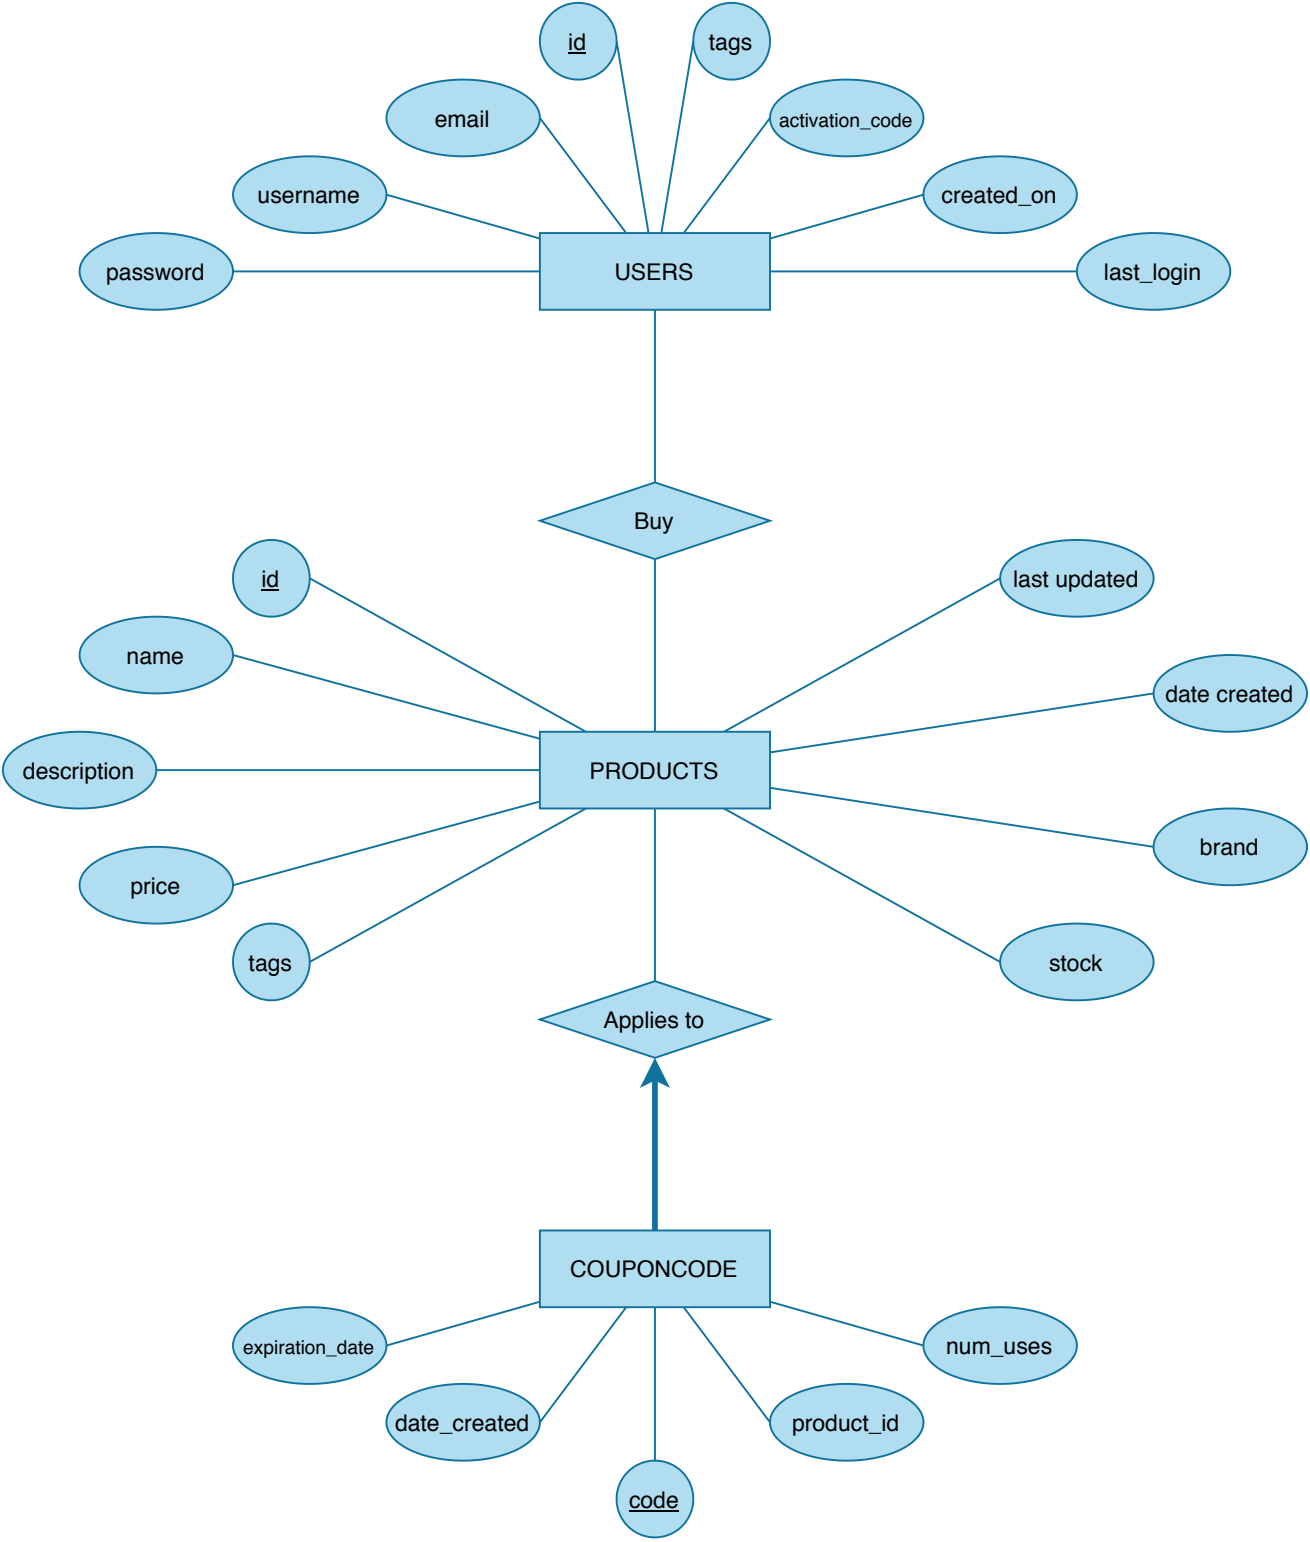 id
tags
email
activation_code
username
created_on
password
USERS
last_login
Buy
id
last updated
name
date created
description
PRODUCTS
brand
price
tags
stock
Applies to
COUPONCODE
expiration_date
num_uses
date_created
product_id
code